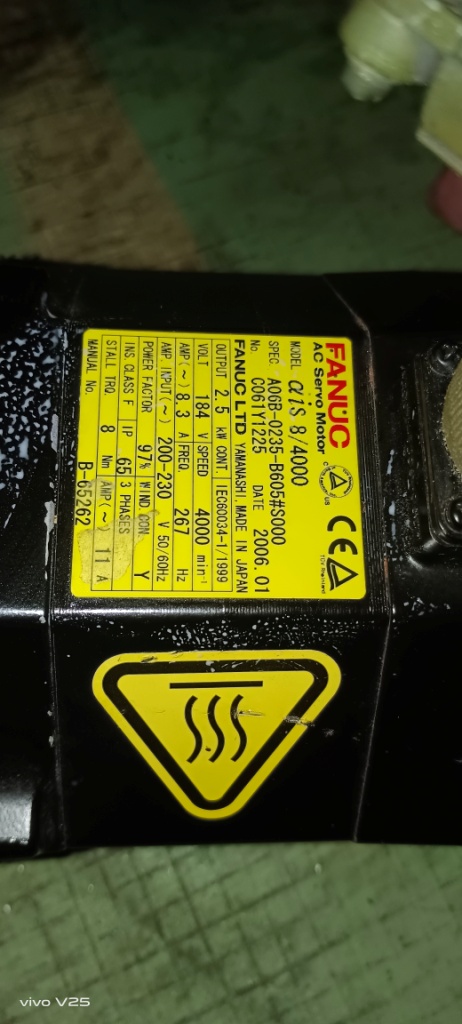 FANUC
AC Servo Motor
MODEL αiS 8/4000
SPEC A06B-0235-B605#S000
No C061Y1225 DATE 2006.01
FANUC LTD YAMANASHI, MADE IN JAPAN
OUTPUT 2.5 kW CONT. IEC60034-1/1999
VOLT 184 V SPEED 4000 min⁻¹
AMP(~) 8.3 A FREQ 267 Hz
AMP INPUT(~) 200-230 V 50/60Hz
POWER FACTOR 97% WIND.CON. Y
INS.CLASS F IP 65 3 PHASES
STALL TRQ. 8 Nm AMP(~) 11 A
MANUAL No. B-65262
CE
vivo V25